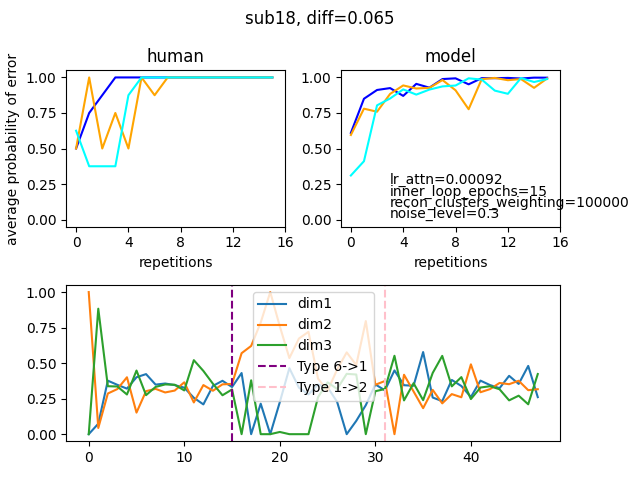 sub18, diff=0.065
human
model
average probability of error
1.00
0.75
0.50
0.25
0.00
0
4
8
12
16
repetitions
1.00
0.75
0.50
0.25
0.00
lr_attn=0.00092
inner_loop_epochs=15
recon_clusters_weighting=100000
noise_level=0.3
0
4
8
12
16
repetitions
1.00
0.75
0.50
0.25
0.00
dim1
dim2
dim3
Type 6->1
Type 1->2
0
10
20
30
40